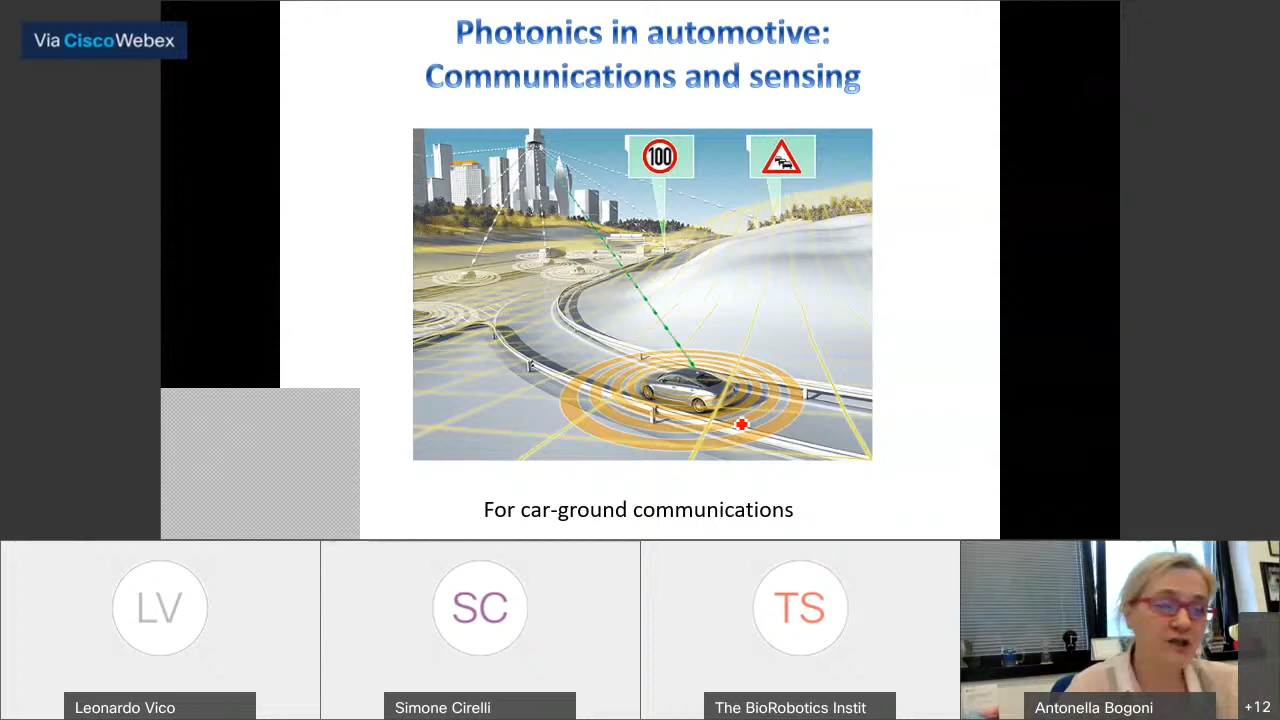 Via CiscoWebex
Photonics in automotive:
Communications and sensing
100
For car-ground communications
LV
SC
TS
Leonardo Vico
Simone Cirelli
The BioRobotics Instit
Antonella Bogoni
+12